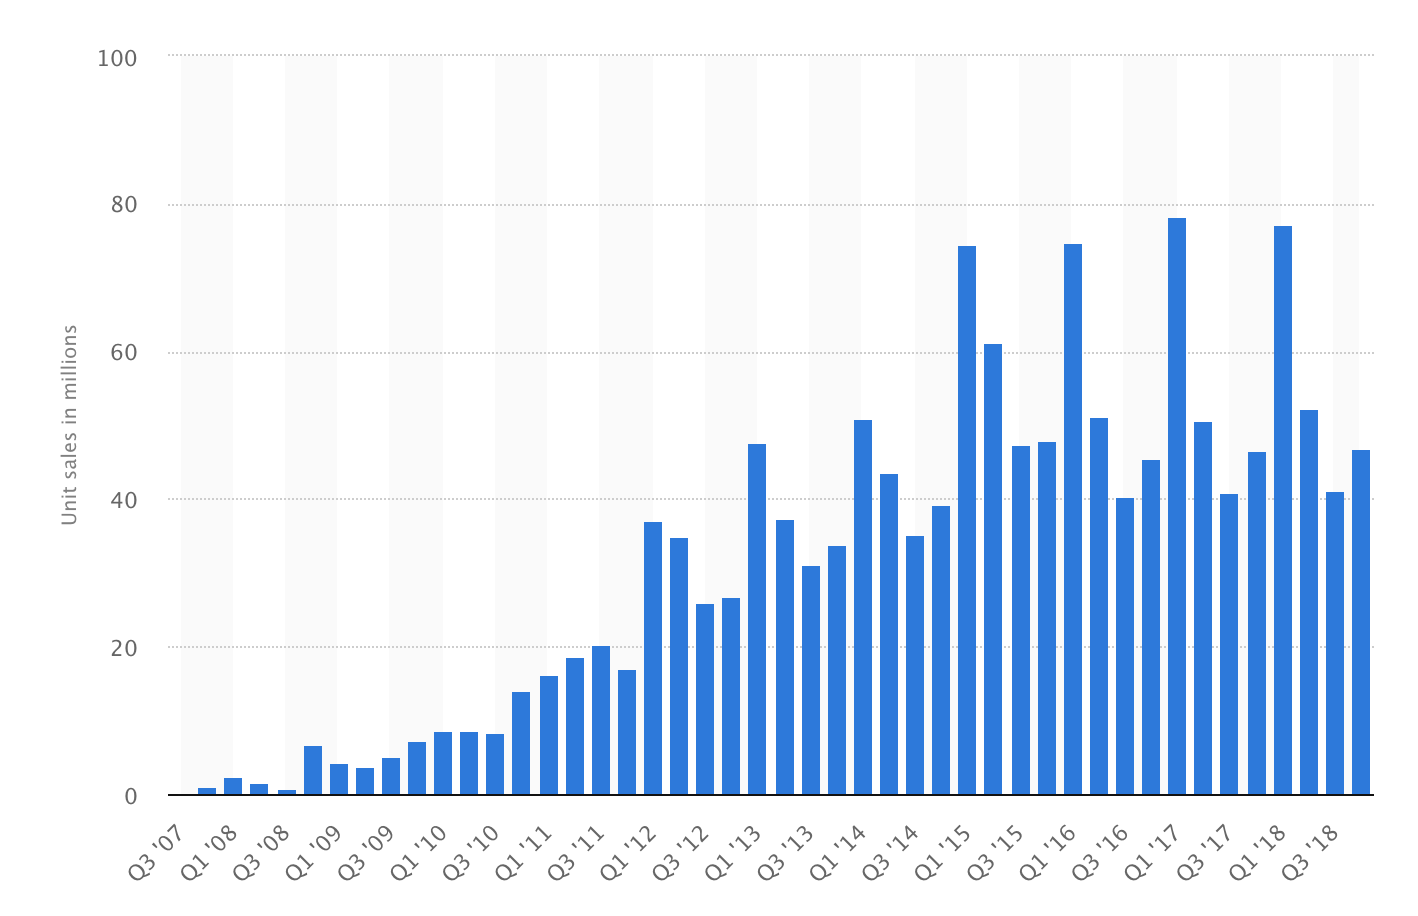 100
80
60
40
20
0
Unit sales in millions
Q3 '07
Q1 '08
Q3 '08
Q1 '09
Q3 '09
Q1 '10
Q3 '10
Q1 '11
Q3 '11
Q1 '12
Q3 '12
Q1 '13
Q3 '13
Q1 '14
Q3 '14
Q1 '15
Q3 '15
Q1 '16
Q3 '16
Q1 '17
Q3 '17
Q1 '18
Q3 '18